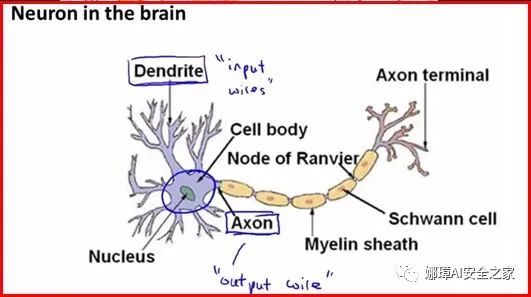 Neuron in the brain
Dendrite
"input
wires"
Axon terminal
Cell body
Node of Ranvier
Axon
Schwann cell
Nucleus
Myelin sheath
"output wire"
娜璋AI安全之家